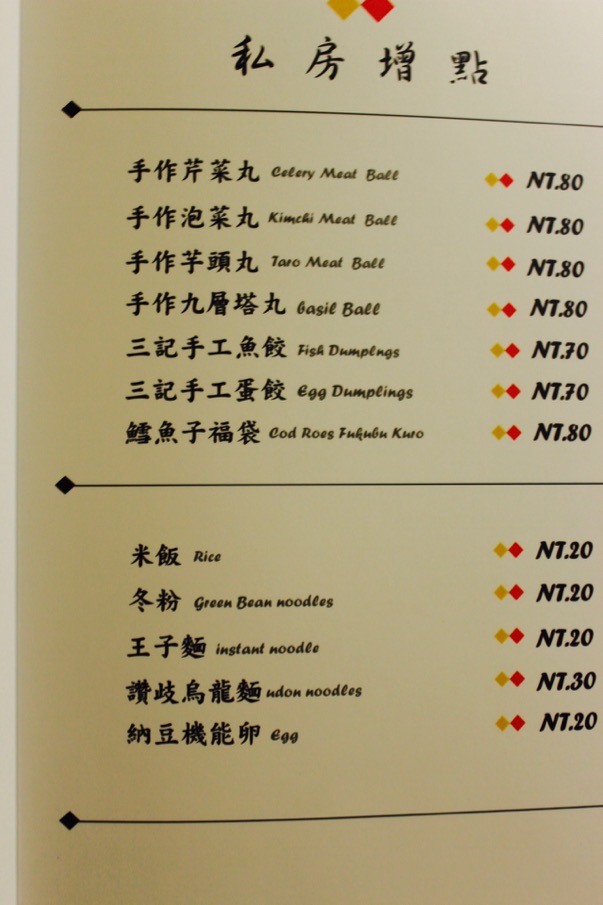 私房增點
手作芹菜丸 Celery Meat Ball NT.80
手作泡菜丸 Kimchi Meat Ball NT.80
手作芋頭丸 Taro Meat Ball NT.80
手作九層塔丸 basil Ball NT.80
三記手工魚餃 Fish Dumplngs NT.70
三記手工蛋餃 Egg Dumplings NT.70
鱈魚子福袋 Cod Roes Fukubu Kuro NT.80
米飯 Rice NT.20
冬粉 Green Bean noodles NT.20
王子麵 instant noodle NT.20
讚岐烏龍麵 udon noodles NT.30
納豆機能卵 Egg NT.20